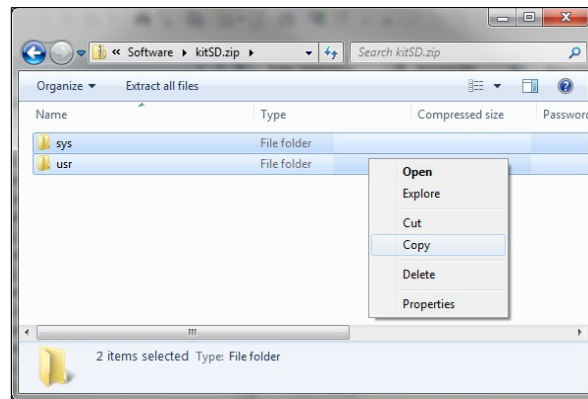 « Software ▸ kitSD.zip ▸ Search kitSD.zip
Organize ▾ Extract all files
Name Type Compressed size Password
sys File folder
usr File folder
Open
Explore
Cut
Copy
Delete
Properties
2 items selected Type: File folder